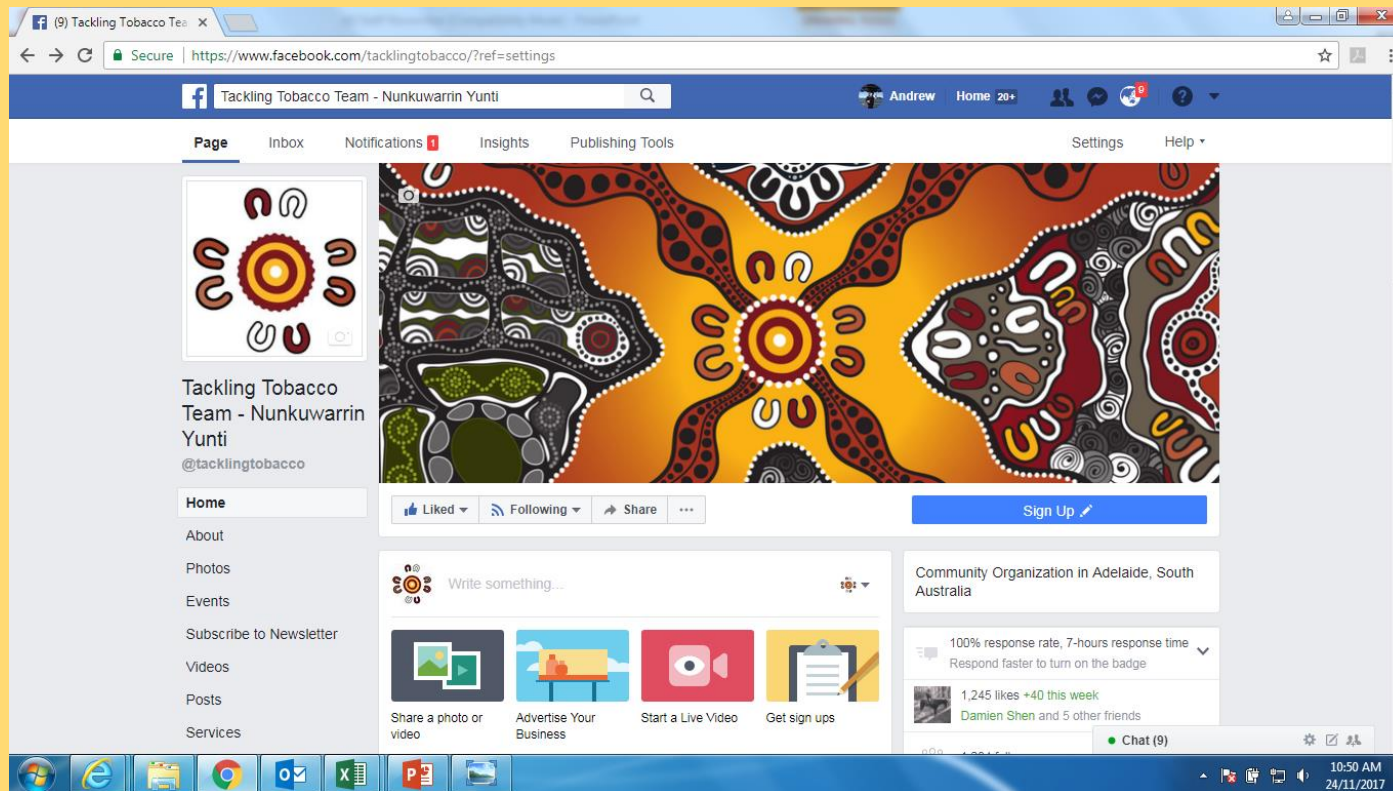 (9) Tackling Tobacco Tea
Secure https://www.facebook.com/tacklingtobacco/?ref=settings
Tackling Tobacco Team - Nunkuwarrin Yunti
Andrew Home 20+ 9
Page Inbox Notifications 1 Insights Publishing Tools Settings Help
Tackling Tobacco
Team - Nunkuwarrin
Yunti
@tacklingtobacco
Home
About
Photos
Events
Subscribe to Newsletter
Videos
Posts
Services
Liked Following Share
Sign Up
Write something...
Share a photo or
video
Advertise Your
Business
Start a Live Video
Get sign ups
Community Organization in Adelaide, South
Australia
100% response rate, 7-hours response time
Respond faster to turn on the badge
1,245 likes +40 this week
Damien Shen and 5 other friends
Chat (9)
10:50 AM
24/11/2017